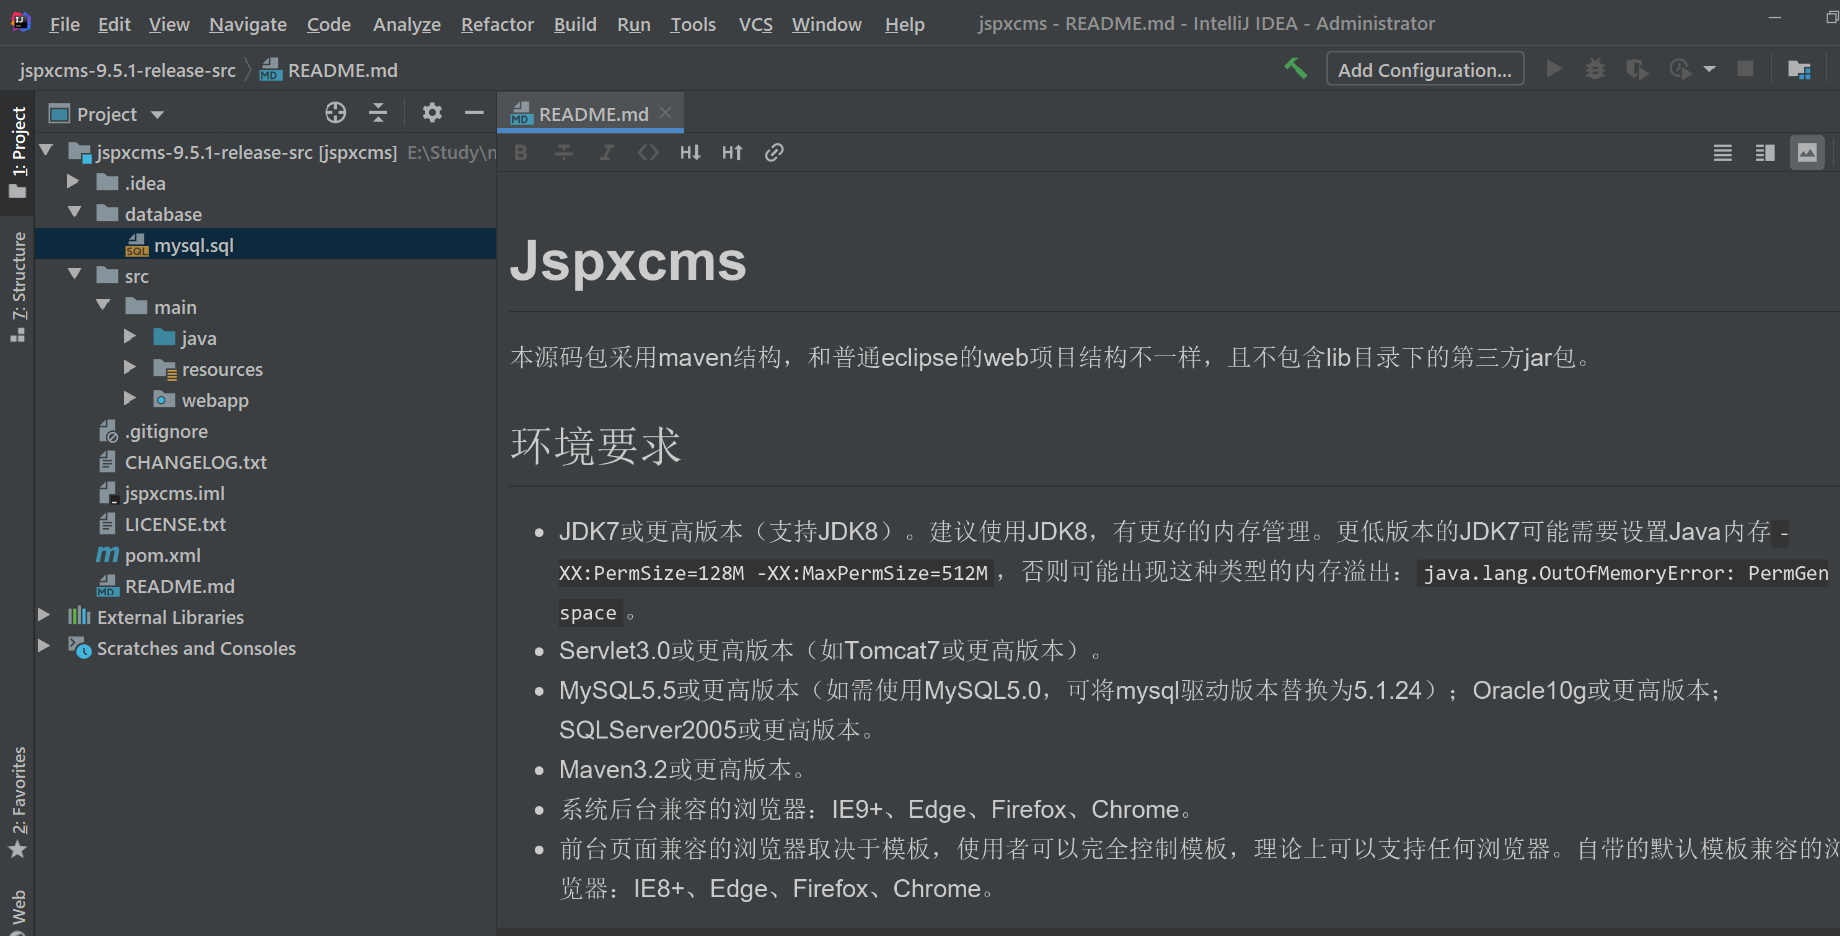 File Edit View Navigate Code Analyze Refactor Build Run Tools VCS Window Help jspxcms - README.md - IntelliJ IDEA - Administrator
jspxcms-9.5.1-release-src README.md Add Configuration...
Project
README.md
1: Project
7: Structure
2: Favorites
Web
jspxcms-9.5.1-release-src [jspxcms] E:\Study\
.idea
database
mysql.sql
src
main
java
resources
webapp
.gitignore
CHANGELOG.txt
jspxcms.iml
LICENSE.txt
pom.xml
README.md
External Libraries
Scratches and Consoles
Jspxcms
本源码包采用maven结构，和普通eclipse的web项目结构不一样，且不包含lib目录下的第三方jar包。
环境要求
JDK7或更高版本（支持JDK8）。建议使用JDK8，有更好的内存管理。更低版本的JDK7可能需要设置Java内存 -
XX:PermSize=128M -XX:MaxPermSize=512M ，否则可能出现这种类型的内存溢出： java.lang.OutOfMemoryError: PermGen
space 。
Servlet3.0或更高版本（如Tomcat7或更高版本）。
MySQL5.5或更高版本（如需使用MySQL5.0，可将mysql驱动版本替换为5.1.24）；Oracle10g或更高版本；
SQLServer2005或更高版本。
Maven3.2或更高版本。
系统后台兼容的浏览器：IE9+、Edge、Firefox、Chrome。
前台页面兼容的浏览器取决于模板，使用者可以完全控制模板，理论上可以支持任何浏览器。自带的默认模板兼容的浏
览器：IE8+、Edge、Firefox、Chrome。